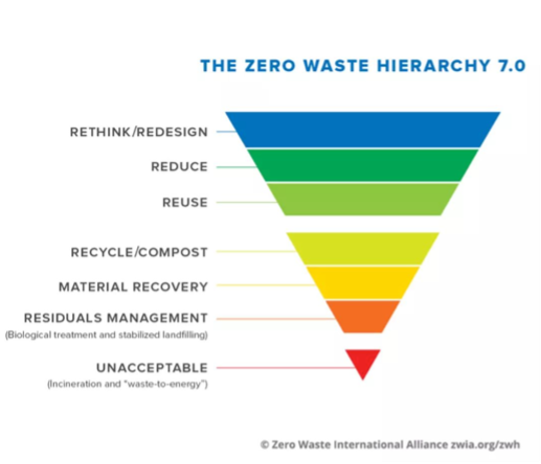 THE ZERO WASTE HIERARCHY 7.0
RETHINK/REDESIGN
REDUCE
REUSE
RECYCLE/COMPOST
MATERIAL RECOVERY
RESIDUALS MANAGEMENT
(Biological treatment and stabilized landfilling)
UNACCEPTABLE
(Incineration and "waste-to-energy")
© Zero Waste International Alliance zwia.org/zwh